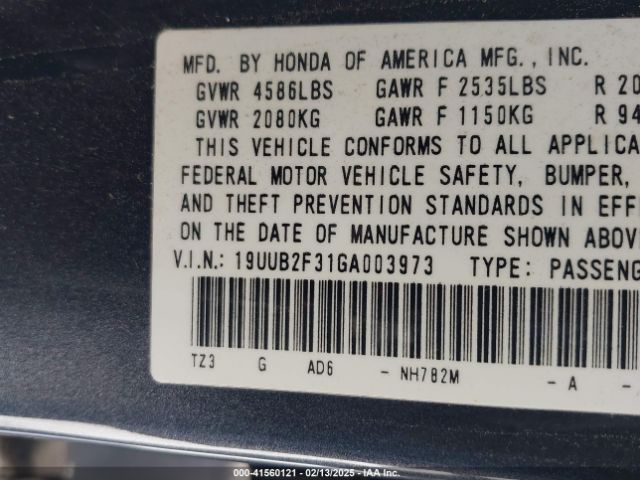 MFD. BY HONDA OF AMERICA MFG., INC.
GVWR 4586LBS GAWR F 2535LBS R 20
GVWR 2080KG GAWR F 1150KG R 94
THIS VEHICLE CONFORMS TO ALL APPLICA
FEDERAL MOTOR VEHICLE SAFETY, BUMPER,
AND THEFT PREVENTION STANDARDS IN EFF
ON THE DATE OF MANUFACTURE SHOWN ABOV
V.I.N.: 19UUB2F31GA003973 TYPE: PASSENG
TZ3 G AD6 - NH782M - A -
00-41560121 - 02/13/2025 - IAA Inc.